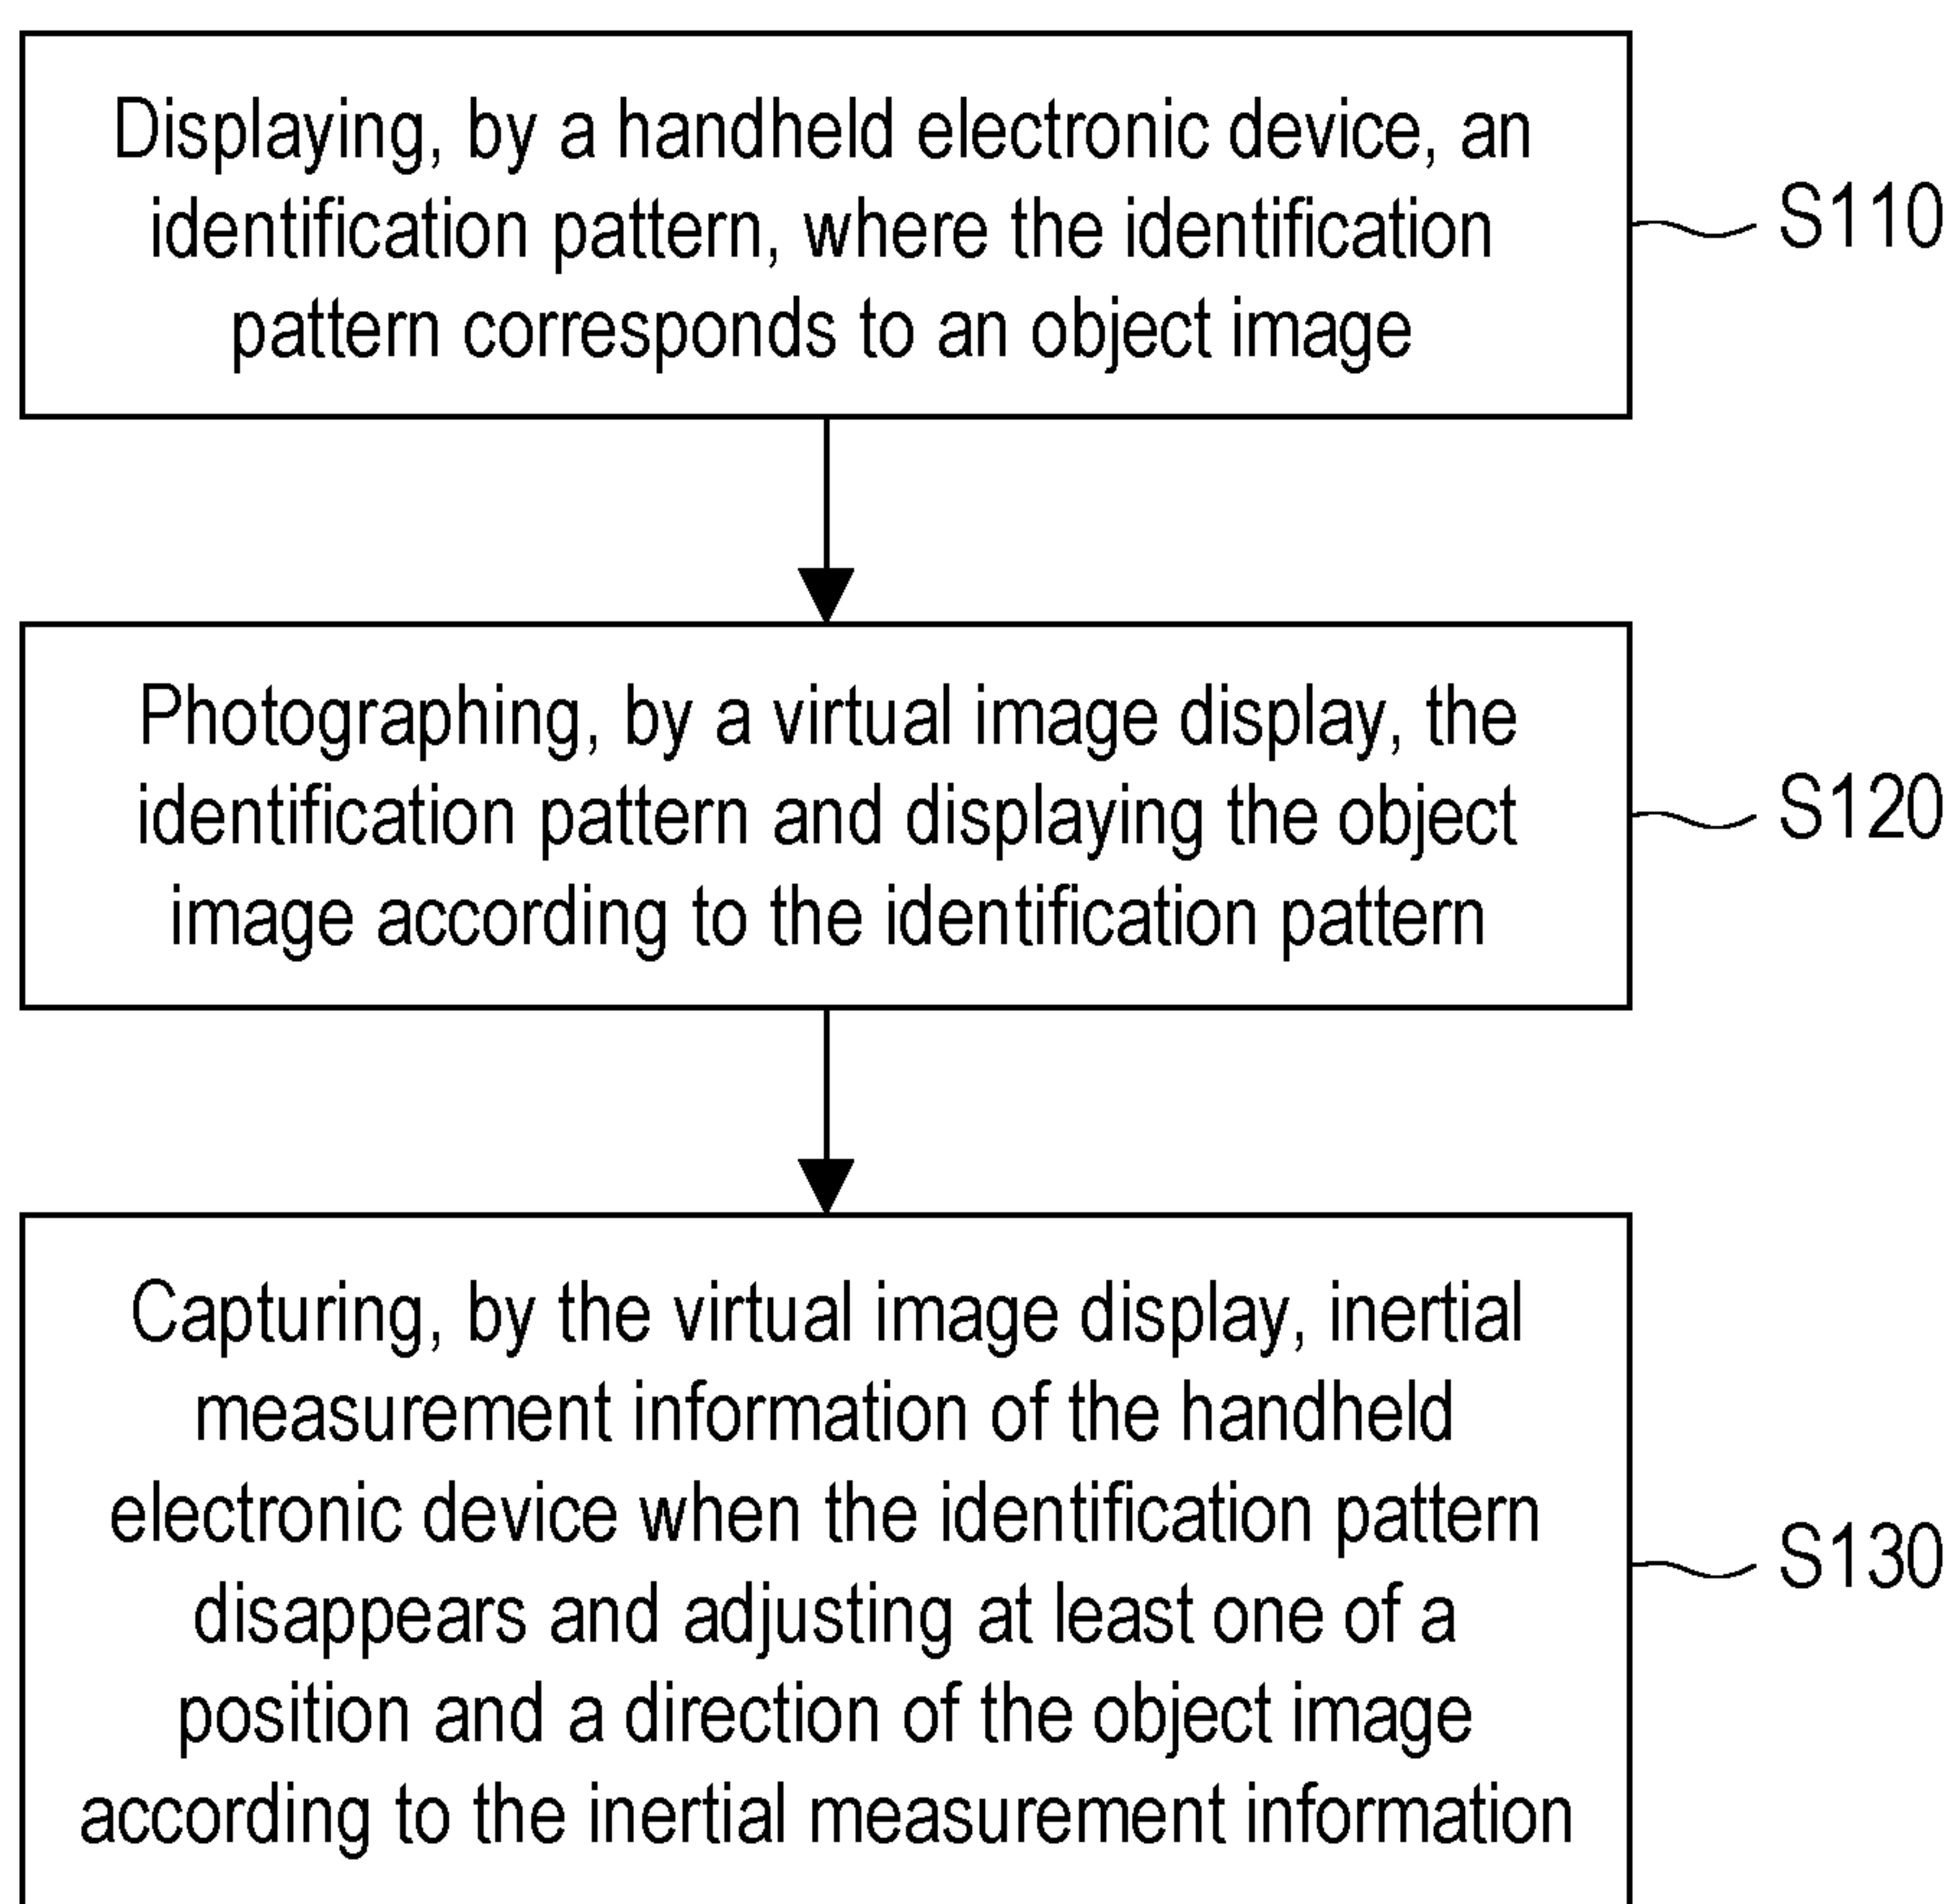 Displaying, by a handheld electronic device, an
identification pattern, where the identification
pattern corresponds to an object image
S110
Photographing, by a virtual image display, the
identification pattern and displaying the object
image according to the identification pattern
S120
Capturing, by the virtual image display, inertial
measurement information of the handheld
electronic device when the identification pattern
disappears and adjusting at least one of a
position and a direction of the object image
according to the inertial measurement information
S130